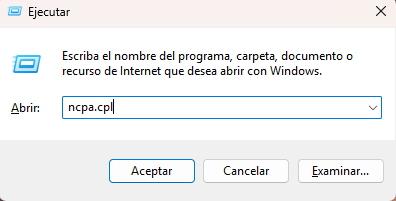 Ejecutar
Escriba el nombre del programa, carpeta, documento o
recurso de Internet que desea abrir con Windows.
Abrir: ncpa.cpl
Aceptar Cancelar Examinar...